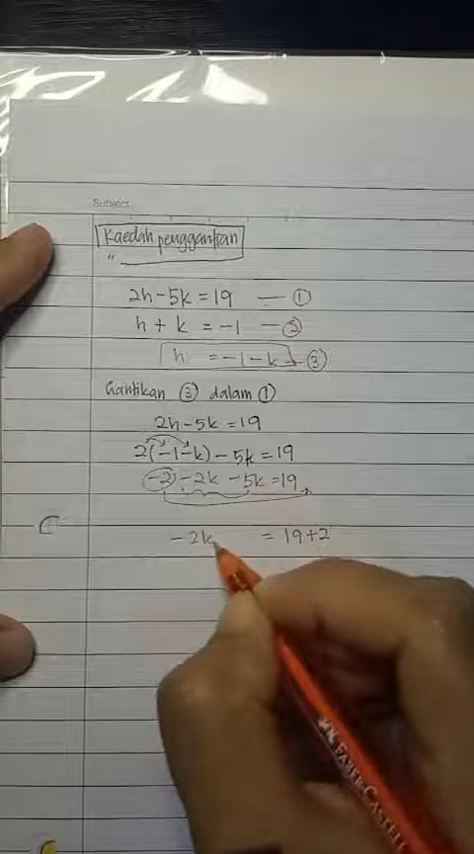 Kaedah penggantian
2h - 5k = 19 — ①
h + k = -1 — ②
h = -1 - k — ③
Gantikan ③ dalam ①
2h - 5k = 19
2(-1 - k) - 5k = 19
-2 - 2k - 5k = 19
-2k = 19+2
FABER-CASTELL